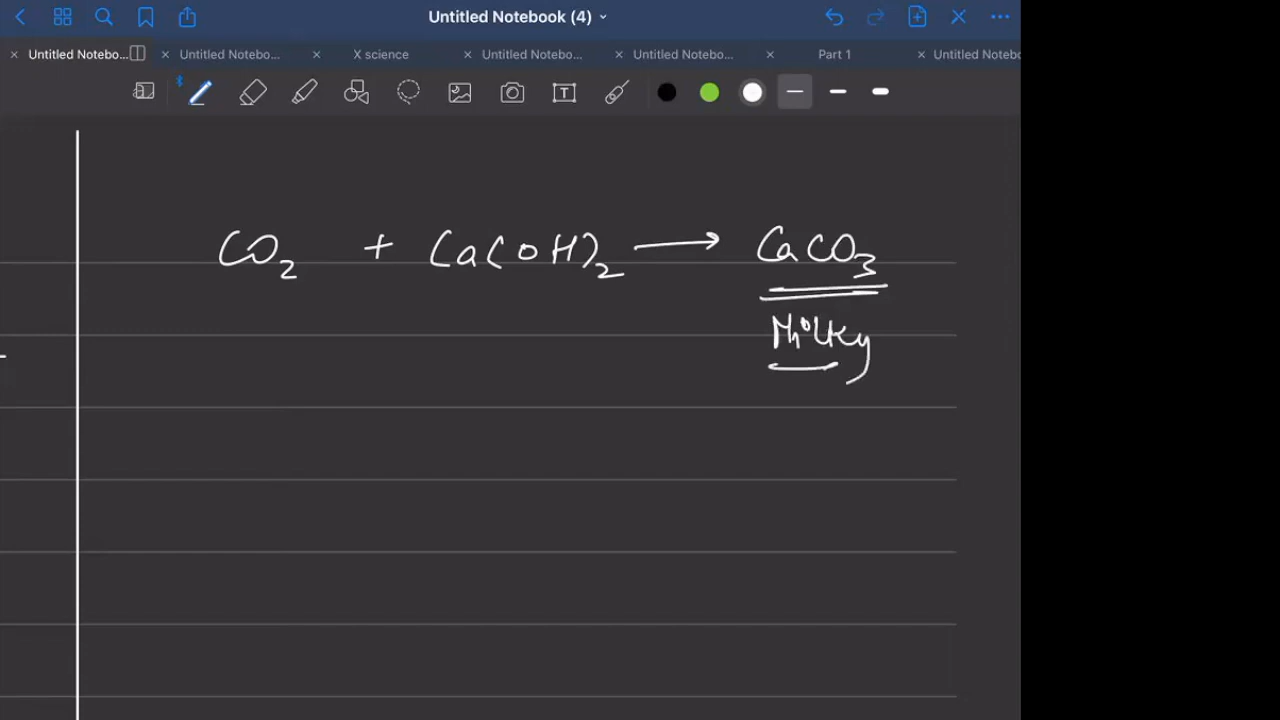 Untitled Notebook (4)
Untitled Notebo... Untitled Notebo... X science Untitled Notebo... Untitled Notebo... Part 1 Untitled Notebo
T
CO₂ + Ca(OH)₂ → CaCO₃
Milky